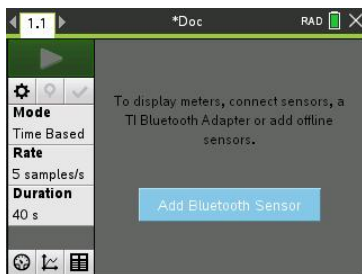 1.1 *Doc RAD
Mode
Time Based
Rate
5 samples/s
Duration
40 s
To display meters, connect sensors, a
TI Bluetooth Adapter or add offline
sensors.
Add Bluetooth Sensor